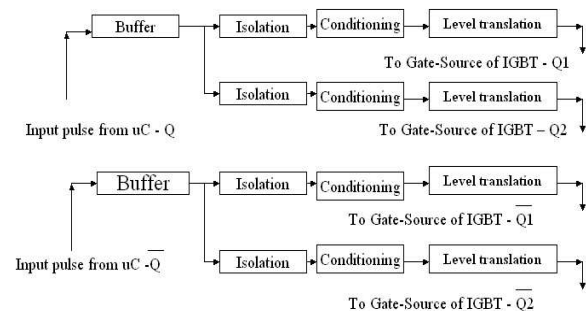 Buffer
Isolation
Conditioning
Level translation
To Gate-Source of IGBT - Q1
Isolation
Conditioning
Level translation
Input pulse from uC - Q
To Gate-Source of IGBT – Q2
Buffer
Isolation
Conditioning
Level translation
To Gate-Source of IGBT - Q̅1̅
Input pulse from uC -Q̅
Isolation
Conditioning
Level translation
To Gate-Source of IGBT - Q̅2̅